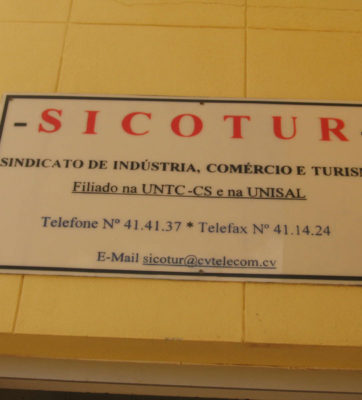 -SICOTUR-
SINDICATO DE INDÚSTRIA, COMÉRCIO E
Filiado na UNTC-CS e na UNISAL
Telefone Nº 41.41.37 * Telefax Nº 41.14.24
E-Mail sicotur@cvtelecom.cv